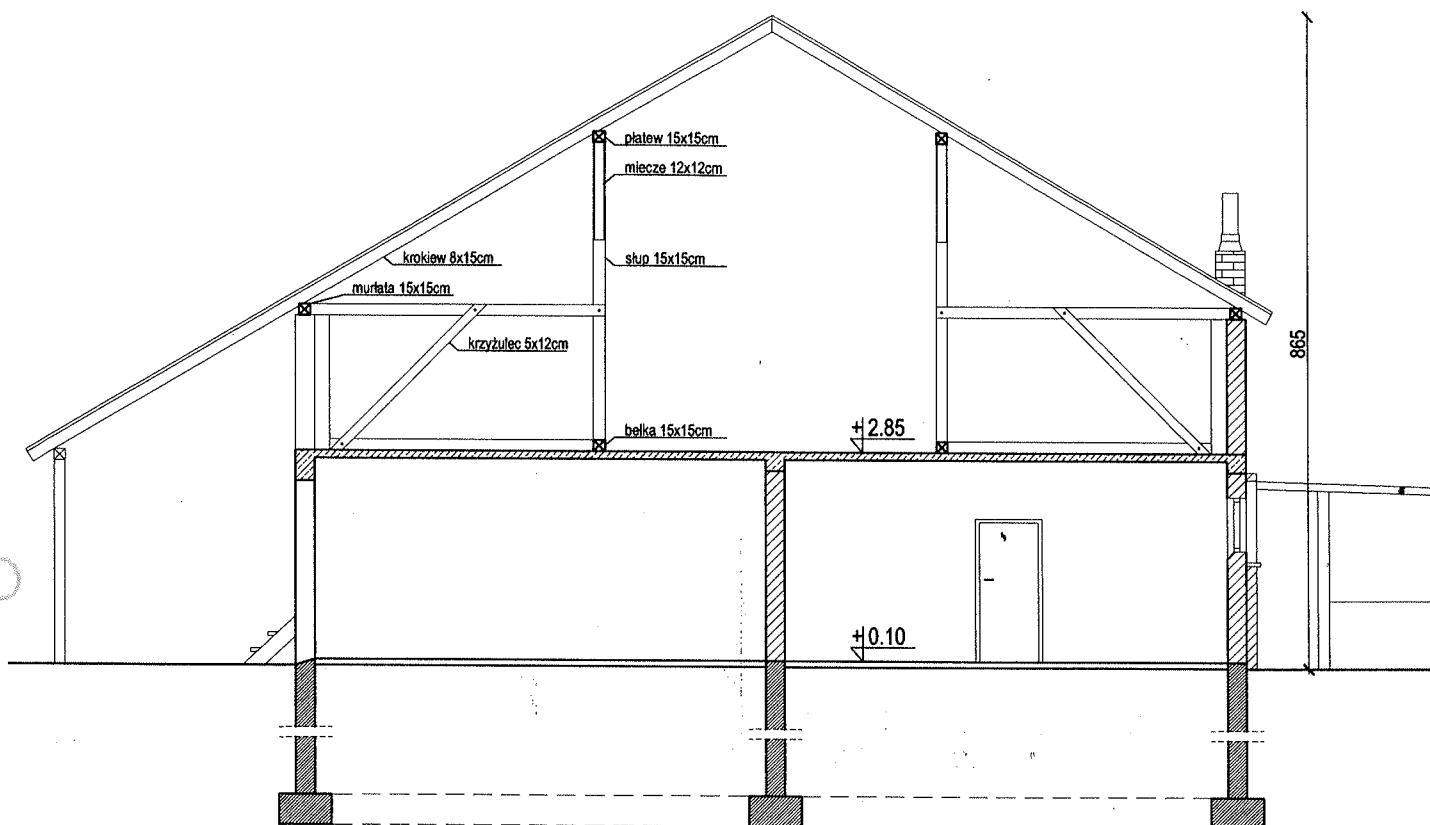 płatew 15x15cm
miecze 12x12cm
krokiew 8x15cm
słup 15x15cm
murłata 15x15cm
krzyżulec 5x12cm
865
belka 15x15cm
+2.85
+0.10